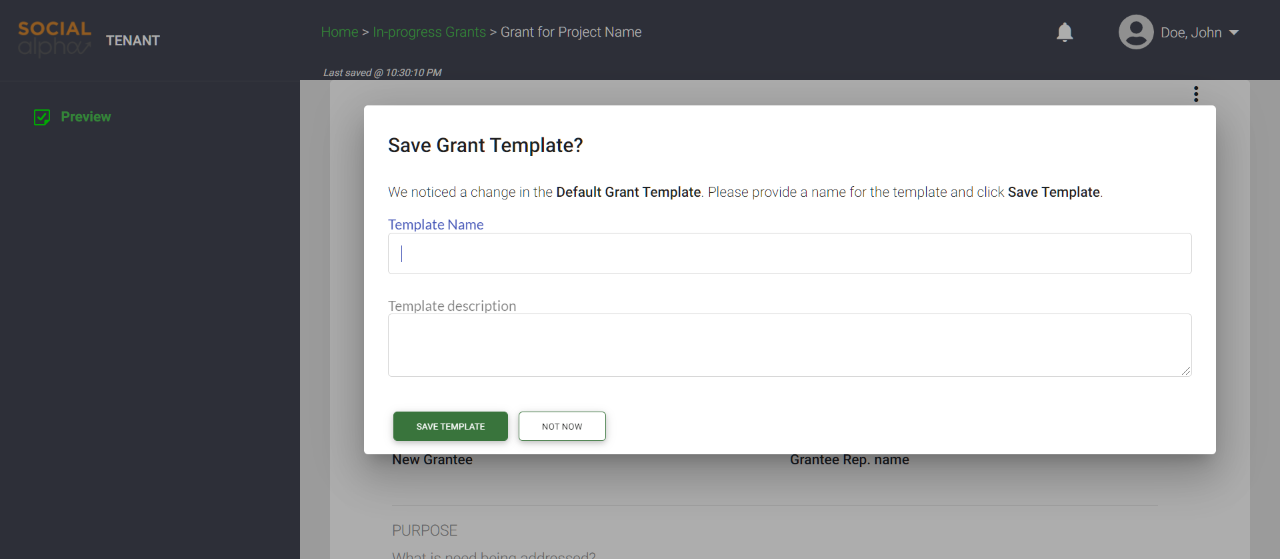 SOCIAL
alpha
TENANT
Home > In-progress Grants > Grant for Project Name
Doe, John
Last saved @ 10:30:10 PM
Preview
Save Grant Template?
We noticed a change in the Default Grant Template. Please provide a name for the template and click Save Template.
Template Name
Template description
SAVE TEMPLATE
NOT NOW
New Grantee
Grantee Rep. name
PURPOSE
What is need being addressed?